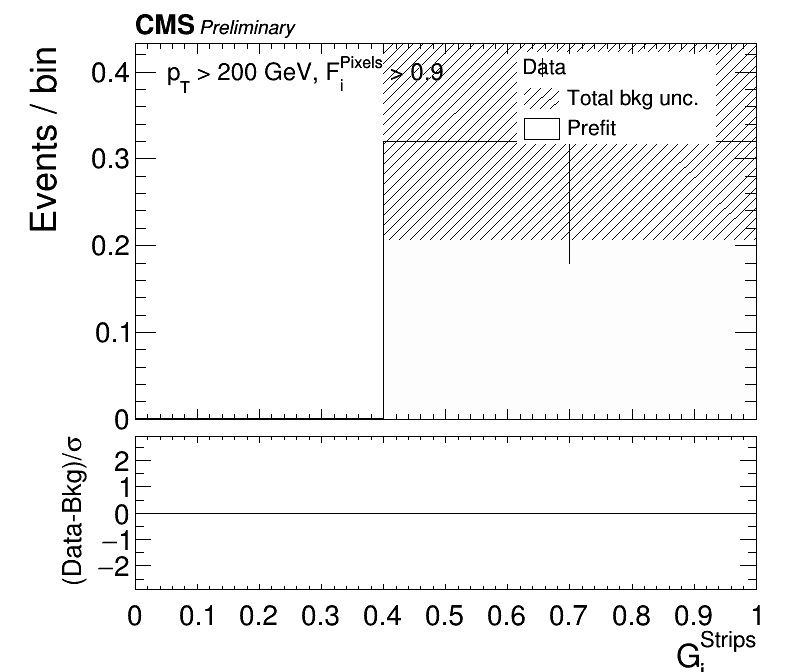 CMS Preliminary
Events / bin
0.4
0.3
0.2
0.1
0
p_T > 200 GeV, F_i^Pixels > 0.9
Data
Total bkg unc.
Prefit
(Data-Bkg)/σ
2
1
0
−1
−2
0 0.1 0.2 0.3 0.4 0.5 0.6 0.7 0.8 0.9 1
G_i^Strips